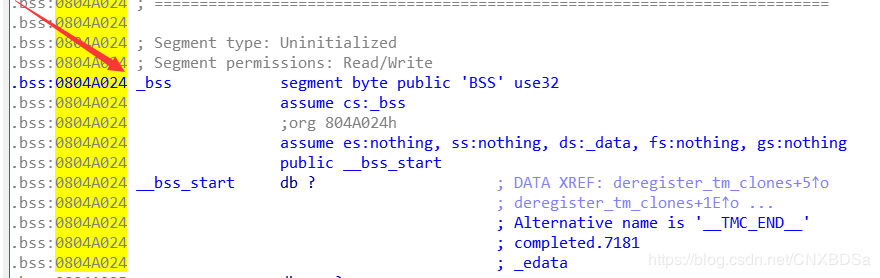 .bss:0804A024 ; ===========================================================================
.bss:0804A024
.bss:0804A024 ; Segment type: Uninitialized
.bss:0804A024 ; Segment permissions: Read/Write
.bss:0804A024 _bss segment byte public 'BSS' use32
.bss:0804A024 assume cs:_bss
.bss:0804A024 ;org 804A024h
.bss:0804A024 assume es:nothing, ss:nothing, ds:_data, fs:nothing, gs:nothing
.bss:0804A024 public __bss_start
.bss:0804A024 __bss_start db ? ; DATA XREF: deregister_tm_clones+5↑o
.bss:0804A024 ; deregister_tm_clones+1E↑o ...
.bss:0804A024 ; Alternative name is '__TMC_END__'
.bss:0804A024 ; completed.7181
.bss:0804A024 ; _edata
https://blog.csdn.net/CNXBDSa